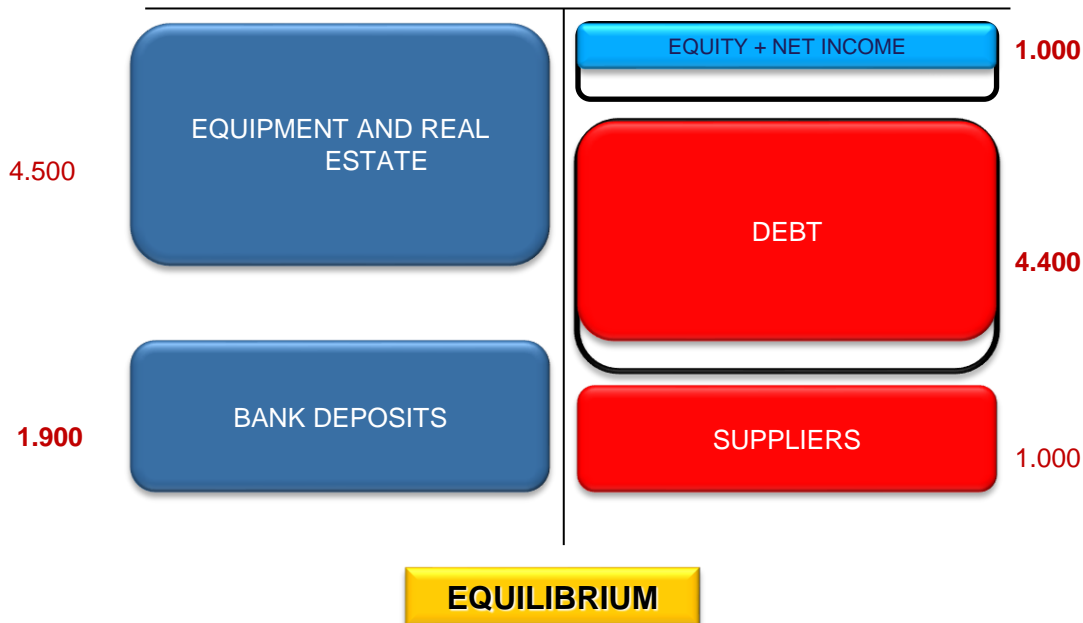 EQUIPMENT AND REAL
ESTATE
4.500
BANK DEPOSITS
1.900
EQUITY + NET INCOME
1.000
DEBT
4.400
SUPPLIERS
1.000
EQUILIBRIUM